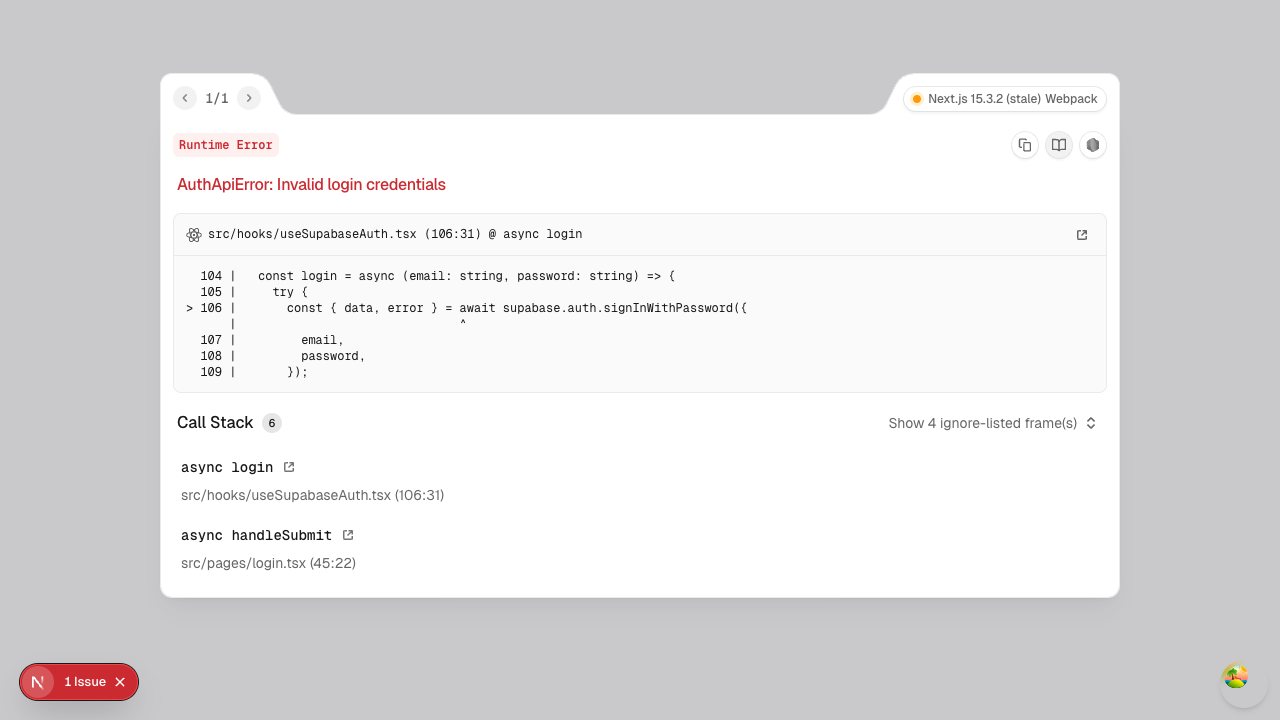 1/1
Next.js 15.3.2 (stale) Webpack
Runtime Error
AuthApiError: Invalid login credentials
src/hooks/useSupabaseAuth.tsx (106:31) @ async login
  104 |   const login = async (email: string, password: string) => {
  105 |     try {
> 106 |       const { data, error } = await supabase.auth.signInWithPassword({
      |                               ^
  107 |         email,
  108 |         password,
  109 |       });
Call Stack 6
Show 4 ignore-listed frame(s)
async login
src/hooks/useSupabaseAuth.tsx (106:31)
async handleSubmit
src/pages/login.tsx (45:22)
N 1 Issue